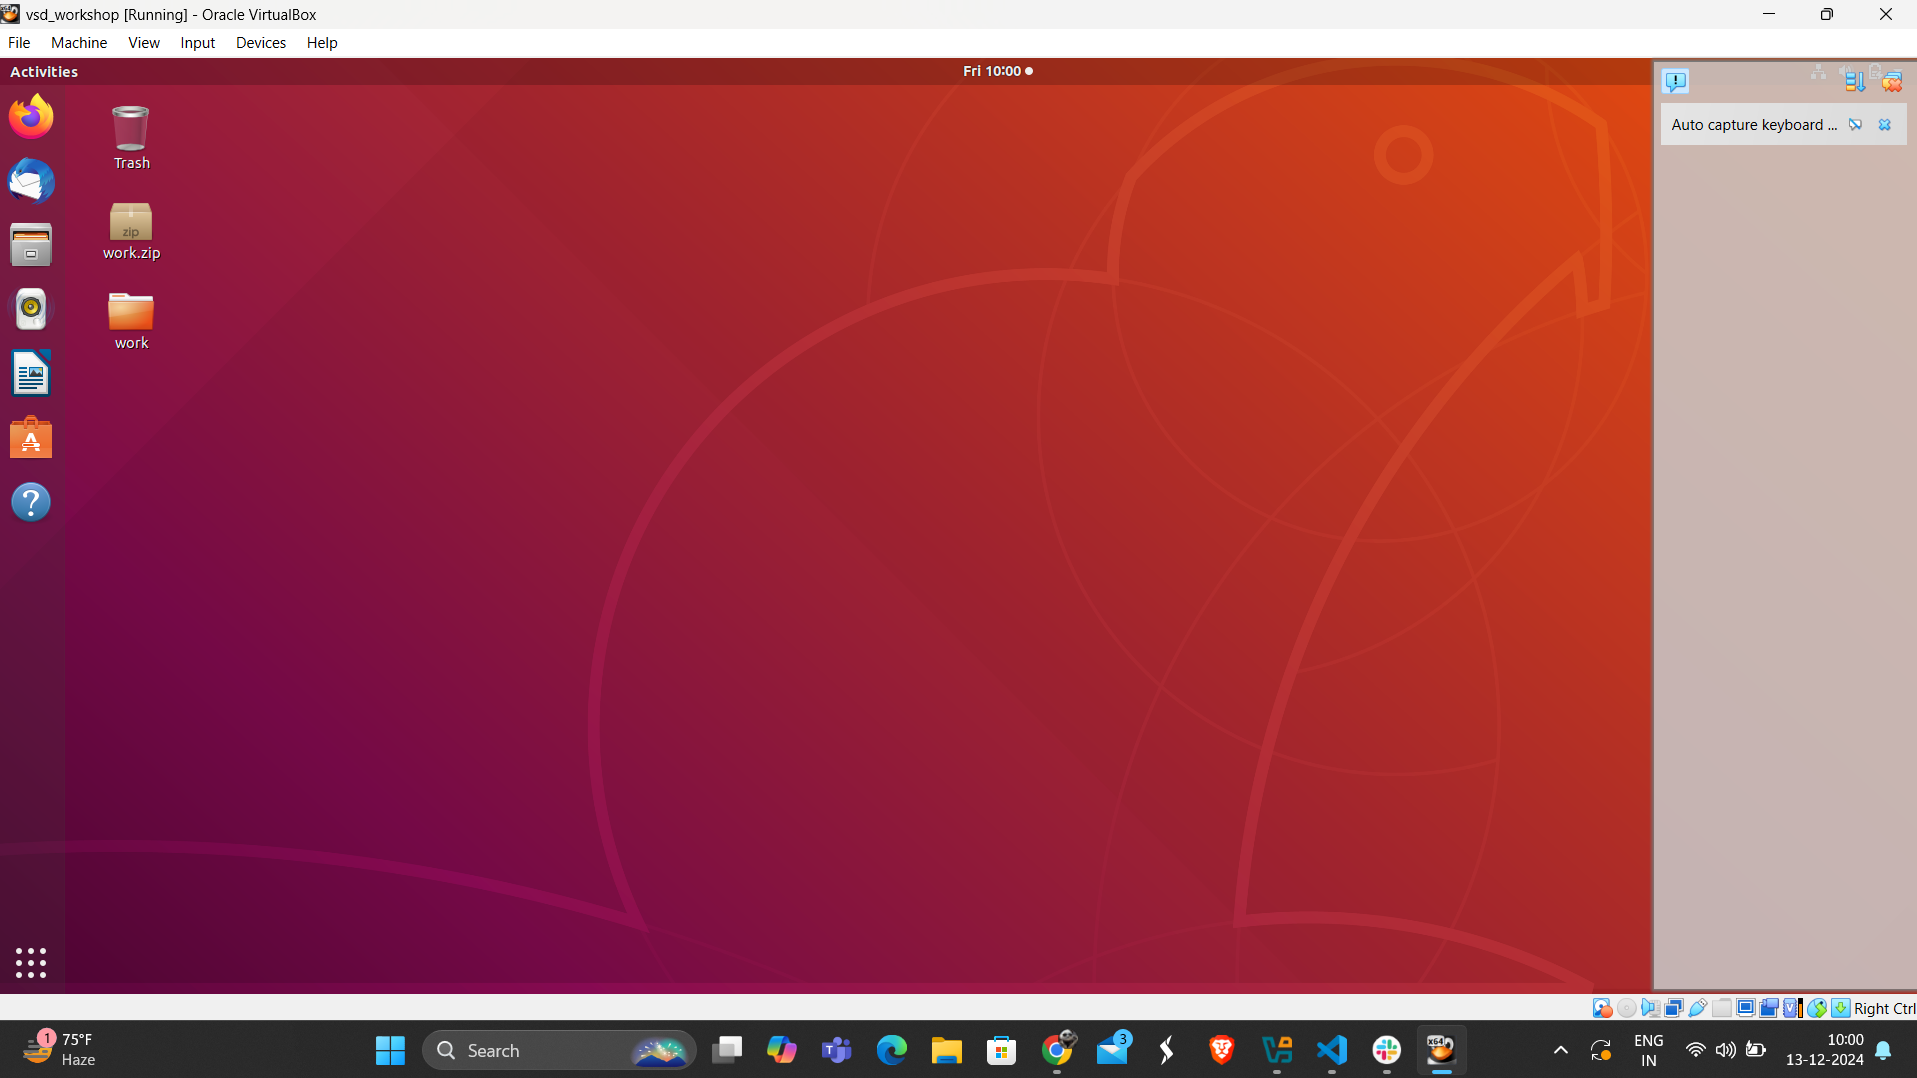 vsd_workshop [Running] - Oracle VirtualBox
File Machine View Input Devices Help
Activities
Fri 10:00
Auto capture keyboard ...
Trash
zip
work.zip
work
Right Ctrl
1
75°F
Haze
Search
3
x64
ENG
IN
10:00
13-12-2024